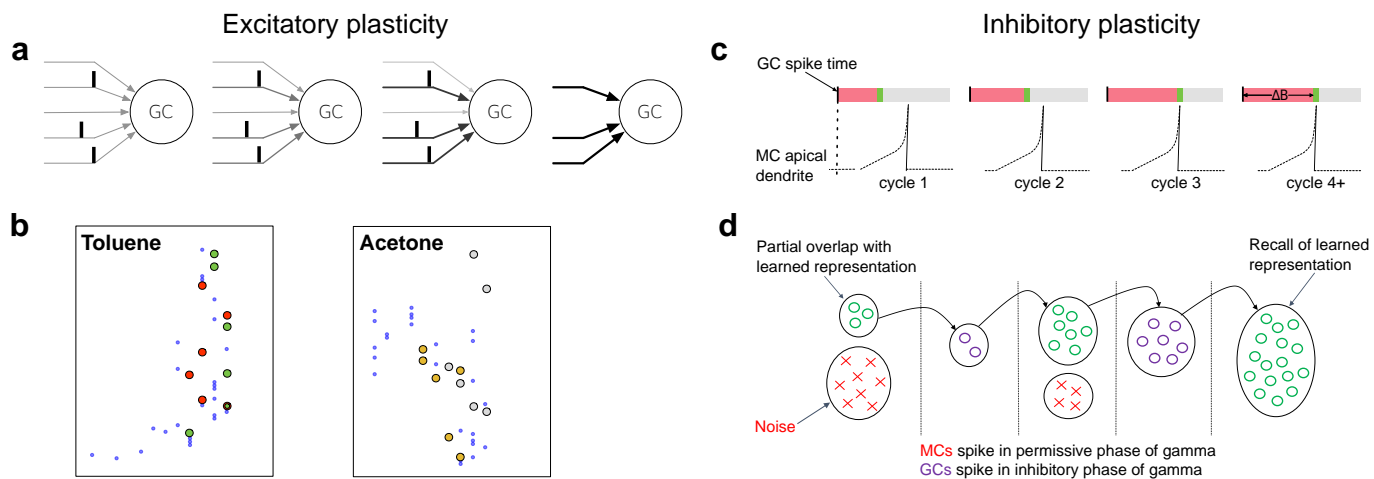 Excitatory plasticity
Inhibitory plasticity
a
GC
GC
GC
GC
b
Toluene
Acetone
c
GC spike time
ΔB
MC apical
dendrite
cycle 1
cycle 2
cycle 3
cycle 4+
d
Partial overlap with
learned representation
Recall of learned
representation
Noise
MCs spike in permissive phase of gamma
GCs spike in inhibitory phase of gamma